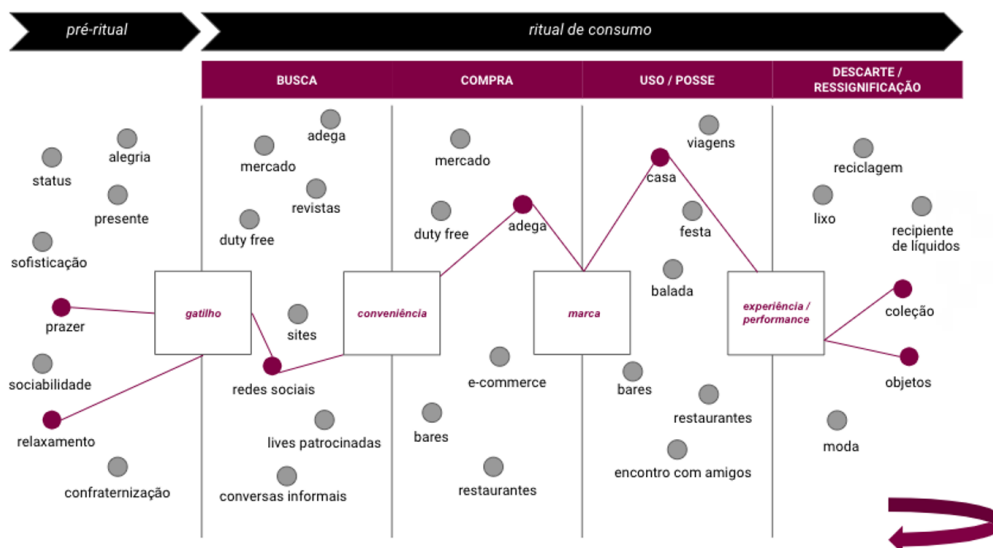 pré-ritual
ritual de consumo
BUSCA
COMPRA
USO / POSSE
DESCARTE /
RESSIGNIFICAÇÃO
status
alegria
presente
sofisticação
prazer
sociabilidade
relaxamento
confraternização
gatilho
adega
mercado
revistas
duty free
sites
redes sociais
lives patrocinadas
conversas informais
conveniência
mercado
duty free
adega
e-commerce
bares
restaurantes
marca
viagens
casa
festa
balada
bares
restaurantes
encontro com amigos
experiência /
performance
reciclagem
lixo
recipiente
de líquidos
coleção
objetos
moda